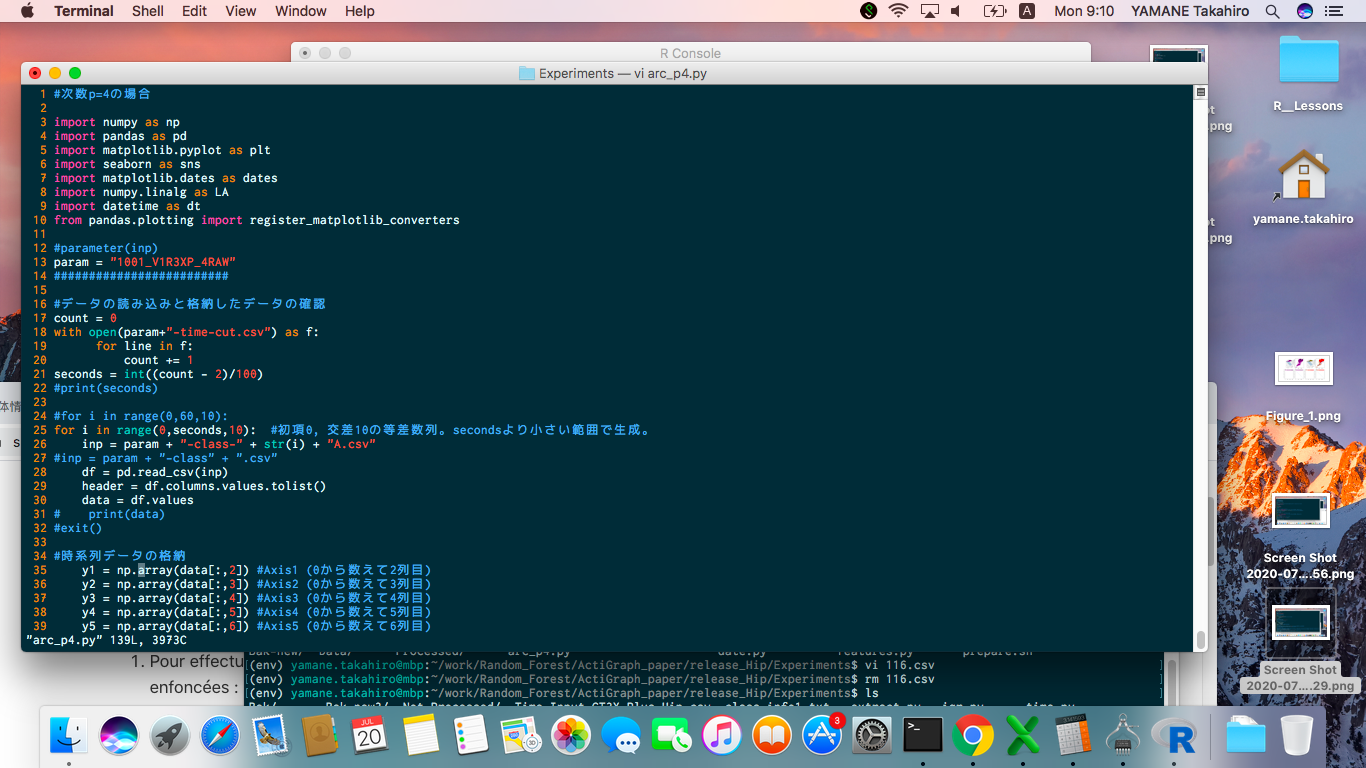 Terminal Shell Edit View Window Help
Mon 9:10 YAMANE Takahiro
R Console
Experiments — vi arc_p4.py
1 #次数p=4の場合
2
3 import numpy as np
4 import pandas as pd
5 import matplotlib.pyplot as plt
6 import seaborn as sns
7 import matplotlib.dates as dates
8 import numpy.linalg as LA
9 import datetime as dt
10 from pandas.plotting import register_matplotlib_converters
11
12 #parameter(inp)
13 param = "1001_V1R3XP_4RAW"
14 #########################
15
16 #データの読み込みと格納したデータの確認
17 count = 0
18 with open(param+"-time-cut.csv") as f:
19 for line in f:
20 count += 1
21 seconds = int((count - 2)/100)
22 #print(seconds)
23
24 #for i in range(0,60,10):
25 for i in range(0,seconds,10): #初項0, 交差10の等差数列。secondsより小さい範囲で生成。
26 inp = param + "-class-" + str(i) + "A.csv"
27 #inp = param + "-class" + ".csv"
28 df = pd.read_csv(inp)
29 header = df.columns.values.tolist()
30 data = df.values
31 # print(data)
32 #exit()
33
34 #時系列データの格納
35 y1 = np.array(data[:,2]) #Axis1 (0から数えて2列目)
36 y2 = np.array(data[:,3]) #Axis2 (0から数えて3列目)
37 y3 = np.array(data[:,4]) #Axis3 (0から数えて4列目)
38 y4 = np.array(data[:,5]) #Axis4 (0から数えて5列目)
39 y5 = np.array(data[:,6]) #Axis5 (0から数えて6列目)
"arc_p4.py" 139L, 3973C
R__Lessons
.png
yamane.takahiro
.png
Figure_1.png
Screen Shot
2020-07....56.png
Screen Shot
2020-07....29.png
体情
1. Pour effectu
enfoncées :
(env) yamane.takahiro@mbp:~/work/Random_Forest/ActiGraph_paper/release_Hip/Experiments$ vi 116.csv
(env) yamane.takahiro@mbp:~/work/Random_Forest/ActiGraph_paper/release_Hip/Experiments$ rm 116.csv
(env) yamane.takahiro@mbp:~/work/Random_Forest/ActiGraph_paper/release_Hip/Experiments$ ls
JUL
20
3
R